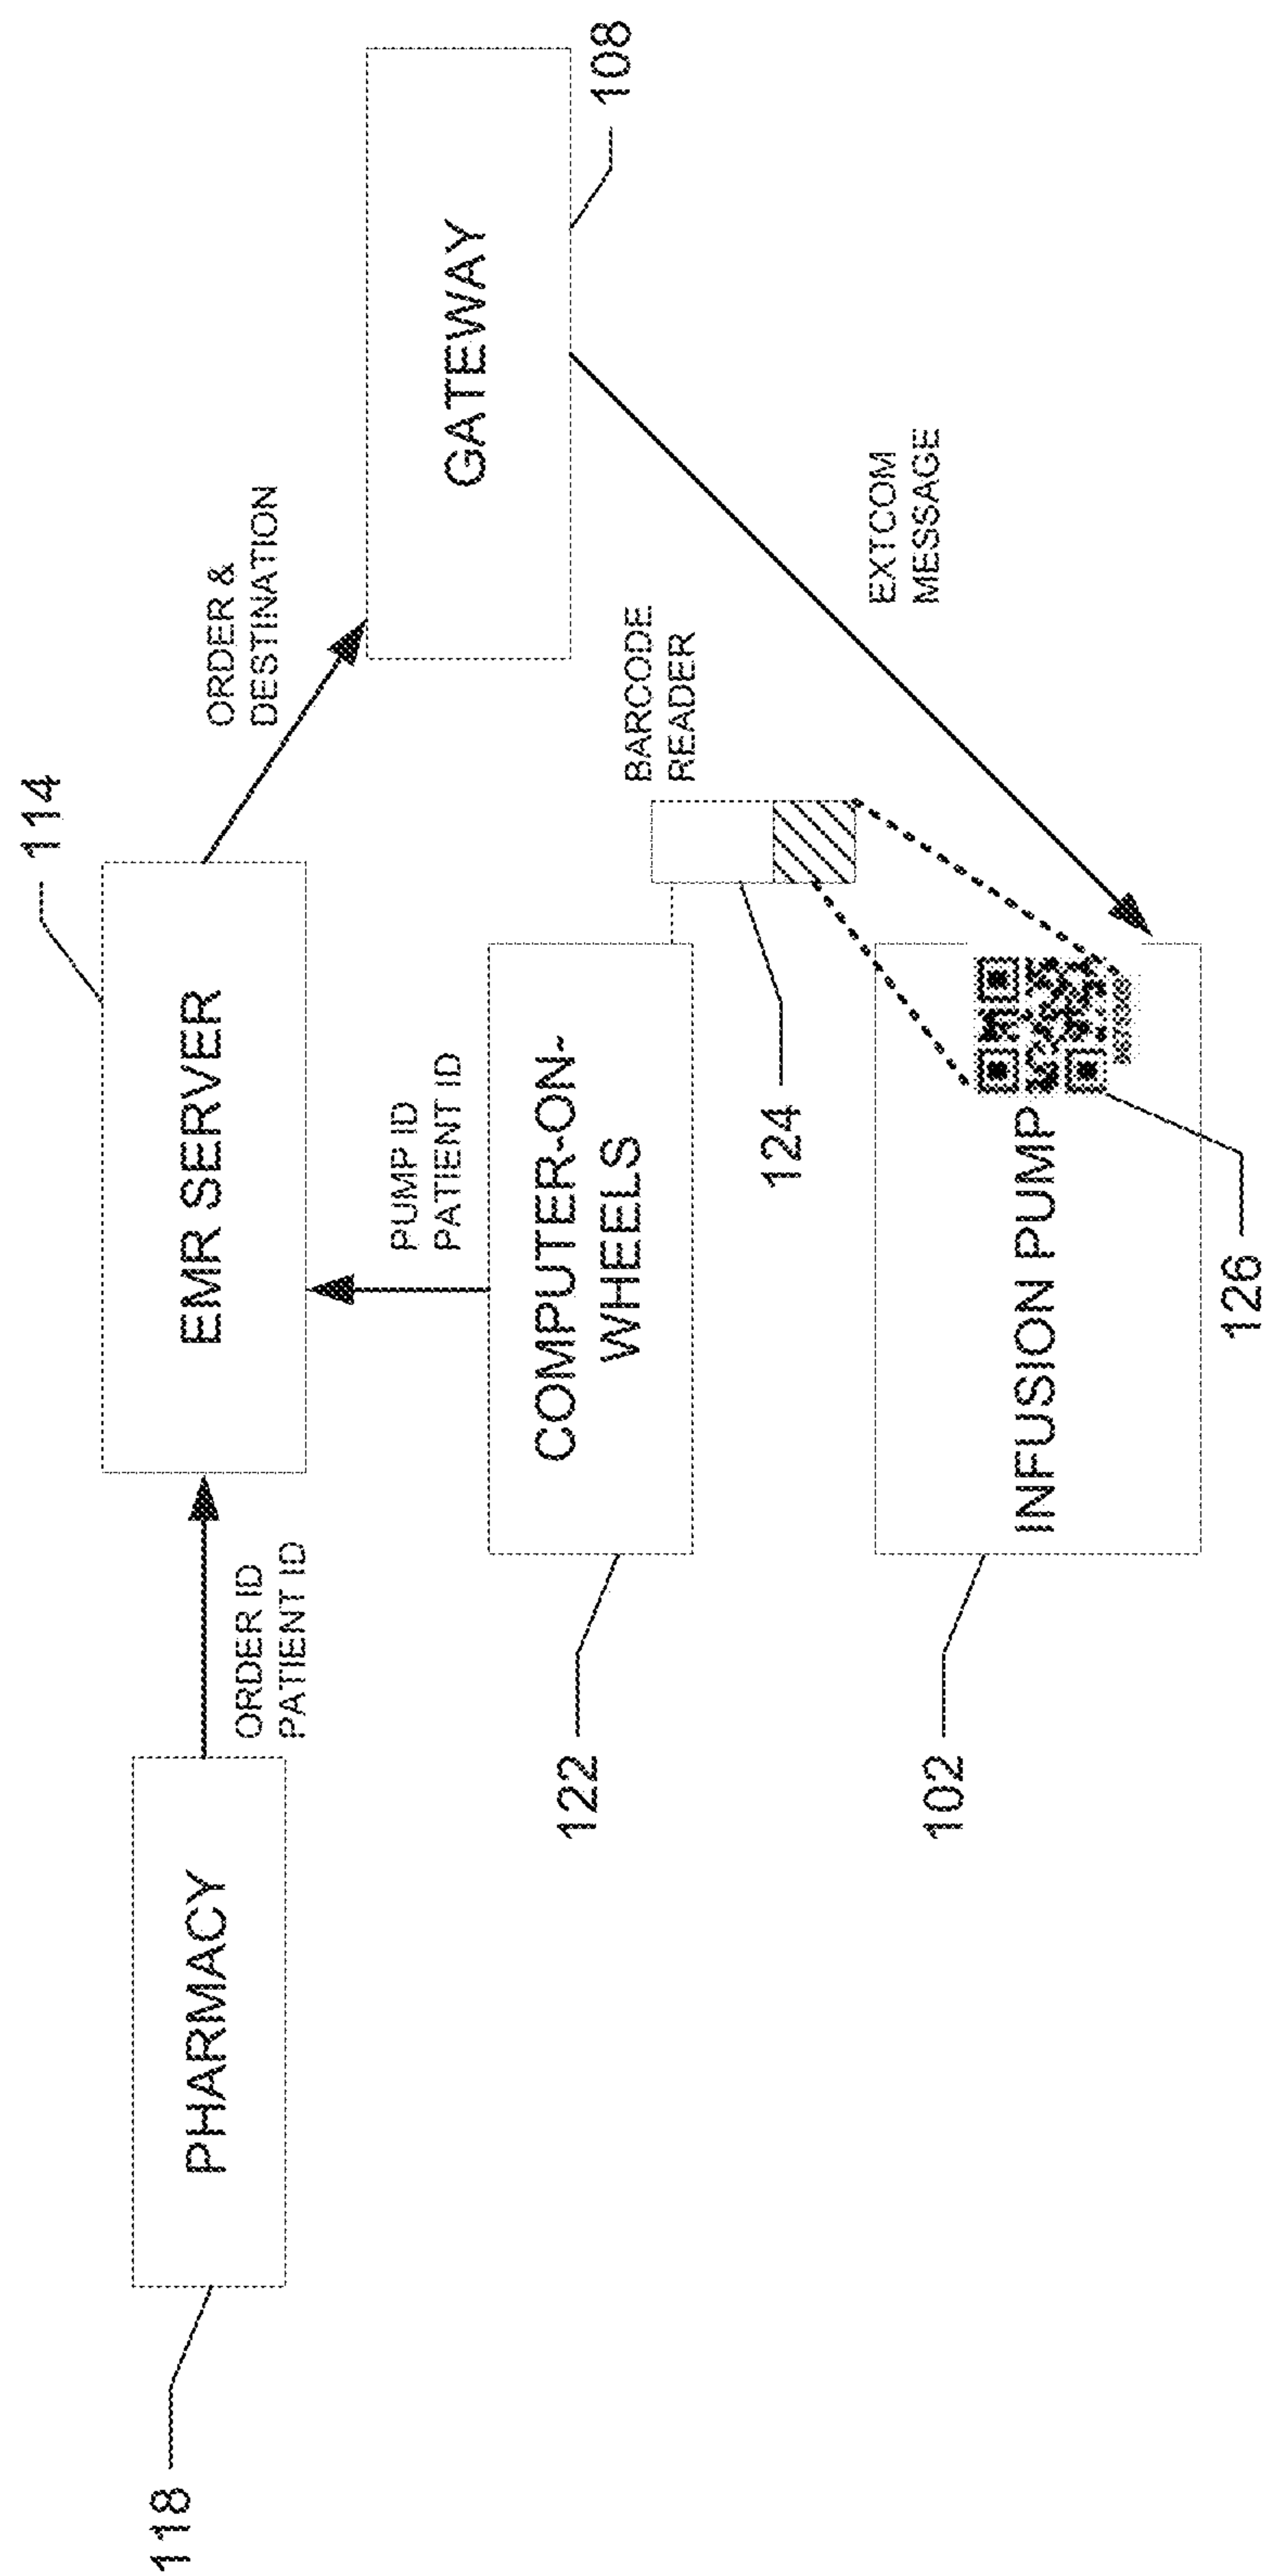 114
EMR SERVER
ORDER &
DESTINATION
GATEWAY
108
PHARMACY
118
ORDER ID
PATIENT ID
PUMP ID
PATIENT ID
COMPUTER-ON-
WHEELS
122
BARCODE
READER
124
EXTCOM
MESSAGE
INFUSION PUMP
102
126